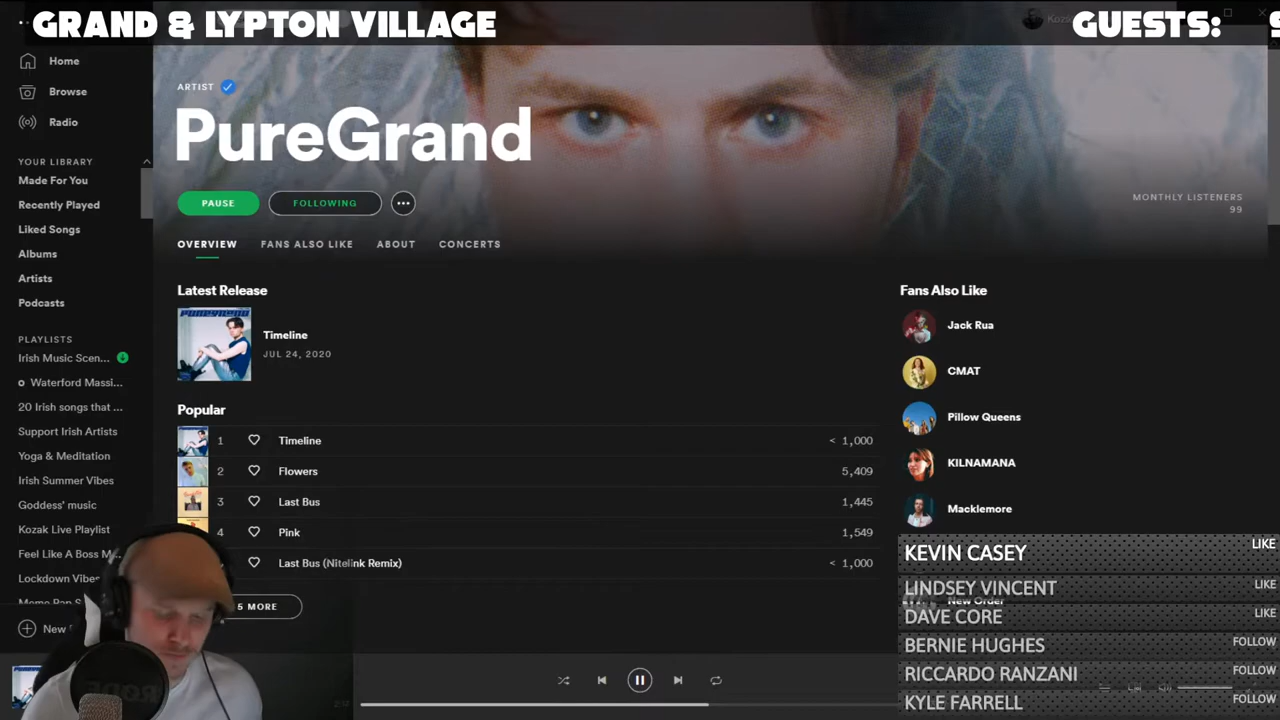 GRAND & LYPTON VILLAGE
GUESTS:
Home
Browse
Radio
YOUR LIBRARY
Made For You
Recently Played
Liked Songs
Albums
Artists
Podcasts
PLAYLISTS
Irish Music Scen...
Waterford Massi...
20 Irish songs that ...
Support Irish Artists
Yoga & Meditation
Irish Summer Vibes
Goddess' music
Kozak Live Playlist
Feel Like A Boss M...
Lockdown Vibes
New
ARTIST
PureGrand
PAUSE
FOLLOWING
MONTHLY LISTENERS
99
OVERVIEW FANS ALSO LIKE ABOUT CONCERTS
Latest Release
PUREGRAND
Timeline
JUL 24, 2020
Popular
1 Timeline < 1,000
2 Flowers 5,409
3 Last Bus 1,445
4 Pink 1,549
Last Bus (Nitelink Remix) < 1,000
5 MORE
Fans Also Like
Jack Rua
CMAT
Pillow Queens
KILNAMANA
Macklemore
New Order
KEVIN CASEY LIKE
LINDSEY VINCENT LIKE
DAVE CORE LIKE
BERNIE HUGHES FOLLOW
RICCARDO RANZANI FOLLOW
KYLE FARRELL FOLLOW
RODE